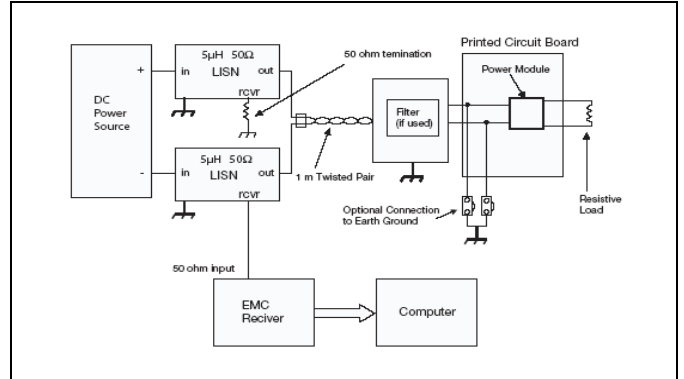 Printed Circuit Board
5µH 50Ω
LISN
in
out
rcvr
+
50 ohm temination
Power Module
DC
Power
Source
Filter
(if used)
-
5µH 50Ω
LISN
in
out
rcvr
1 m Twisted Pair
Optional Connection
to Earth Ground
Resistive
Load
50 ohm input
EMC
Reciver
Computer